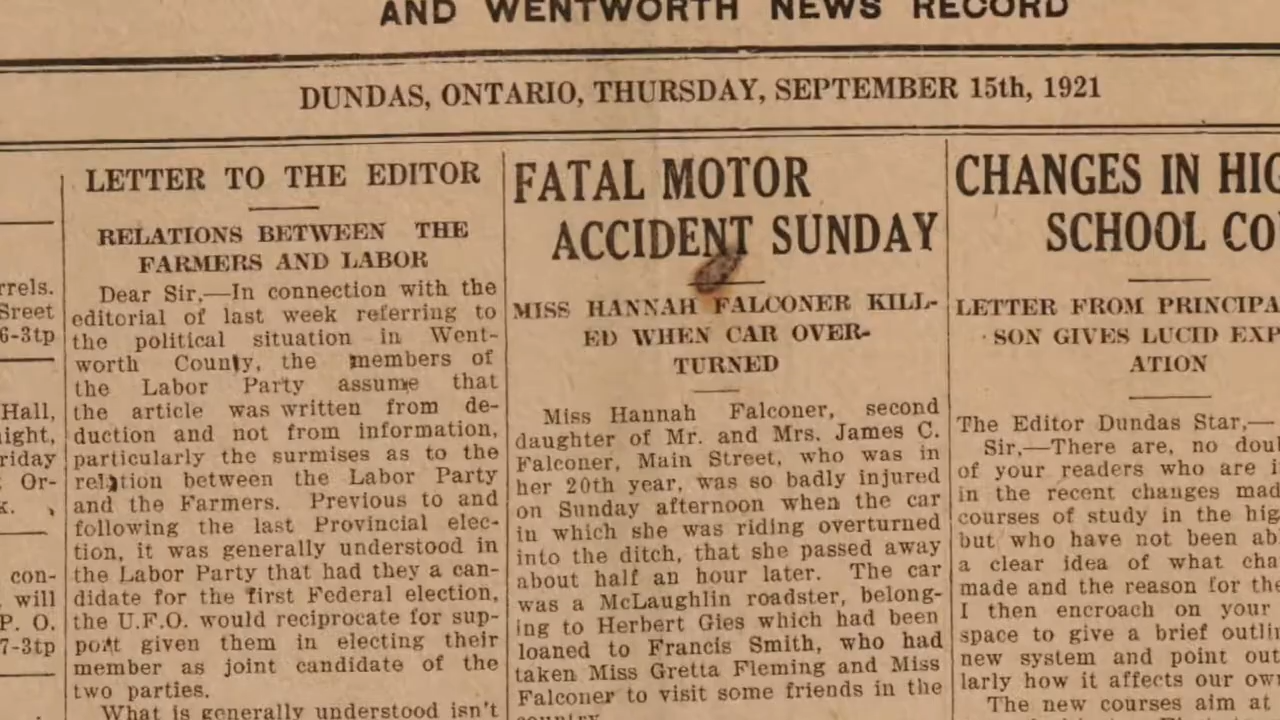 AND WENTWORTH NEWS RECORD
DUNDAS, ONTARIO, THURSDAY, SEPTEMBER 15th, 1921
rrels.
Sreet
6-3tp
Hall,
riday
Or-
con-
will
P. O.
7-3tp
LETTER TO THE EDITOR
RELATIONS BETWEEN THE
FARMERS AND LABOR
Dear Sir,—In connection with the
editorial of last week referring to
the political situation in Went-
worth County, the members of
the Labor Party assume that
the article was written from de-
duction and not from information,
particularly the surmises as to the
relation between the Labor Party
and the Farmers. Previous to and
following the last Provincial elec-
tion, it was generally understood in
the Labor Party that had they a can-
didate for the first Federal election,
the U.F.O. would reciprocate for sup-
port given them in electing their
member as joint candidate of the
two parties.
What is generally understood isn't
FATAL MOTOR
ACCIDENT SUNDAY
MISS HANNAH FALCONER KILL-
ED WHEN CAR OVER-
TURNED
Miss Hannah Falconer, second
daughter of Mr. and Mrs. James C.
Falconer, Main Street, who was in
her 20th year, was so badly injured
on Sunday afternoon when the car
in which she was riding overturned
into the ditch, that she passed away
about half an hour later. The car
was a McLaughlin roadster, belong-
ing to Herbert Gies which had been
loaned to Francis Smith, who had
taken Miss Gretta Fleming and Miss
Falconer to visit some friends in the
CHANGES IN HIG
SCHOOL CO
LETTER FROM PRINCIPA
SON GIVES LUCID EXP
ATION
The Editor Dundas Star,—
Sir,—There are, no dou
of your readers who are i
in the recent changes mad
courses of study in the hig
but who have not been ab
a clear idea of what cha
made and the reason for the
I then encroach on your
space to give a brief outlin
new system and point out
larly how it affects our ow
The new courses aim at